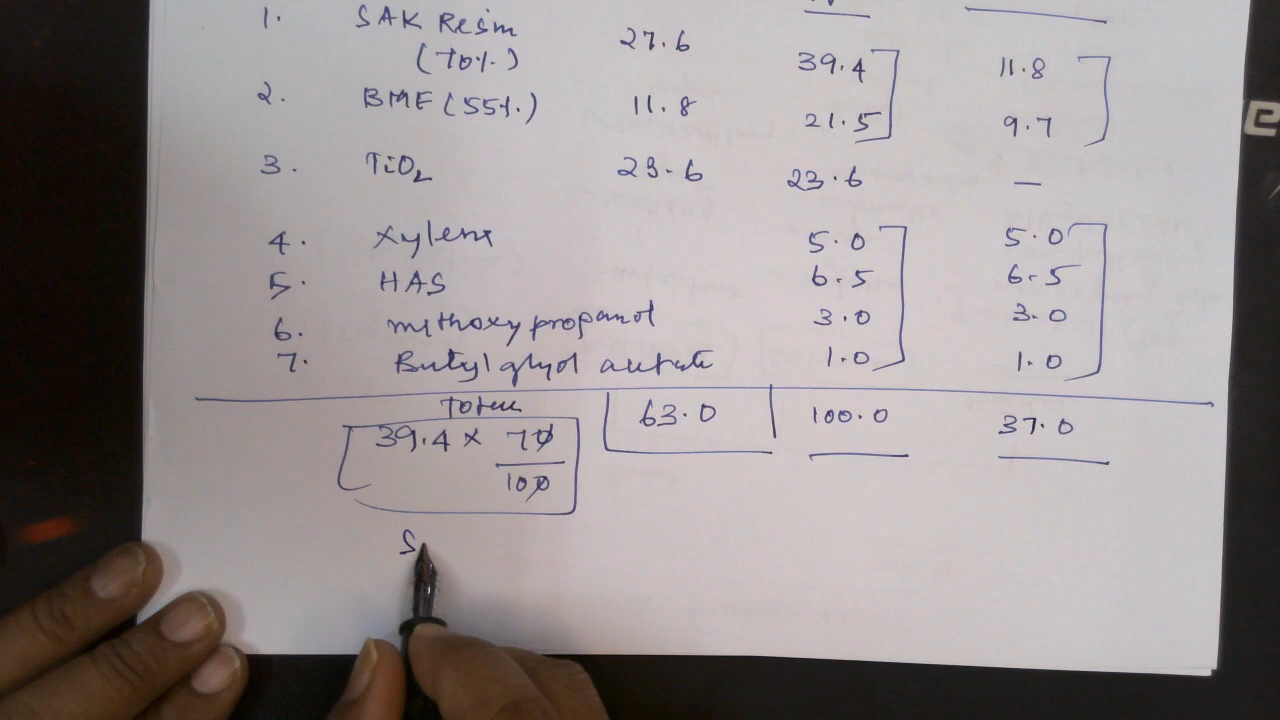 1. SAK Resin 27.6
(70%.) 39.4 11.8
2. BMF (55%.) 11.8 21.5 9.7
3. TiO2 23.6 23.6 —
4. Xylene 5.0 5.0
5. HAS 6.5 6.5
6. methoxy propanol 3.0 3.0
7. Butyl glycol acetate 1.0 1.0
Total 63.0 100.0 37.0
39.4 × 70
100
S